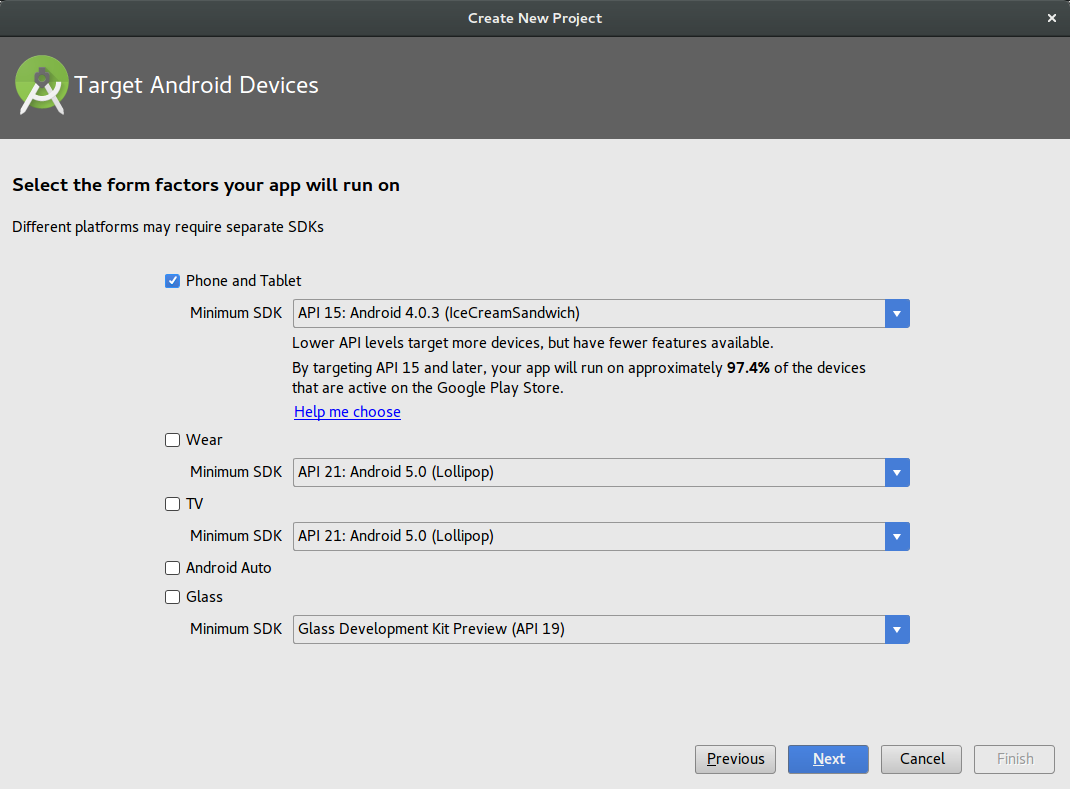 Create New Project
Target Android Devices
Select the form factors your app will run on
Different platforms may require separate SDKs
Phone and Tablet
Minimum SDK API 15: Android 4.0.3 (IceCreamSandwich)
Lower API levels target more devices, but have fewer features available.
By targeting API 15 and later, your app will run on approximately 97.4% of the devices
that are active on the Google Play Store.
Help me choose
Wear
Minimum SDK API 21: Android 5.0 (Lollipop)
TV
Minimum SDK API 21: Android 5.0 (Lollipop)
Android Auto
Glass
Minimum SDK Glass Development Kit Preview (API 19)
Previous Next Cancel Finish